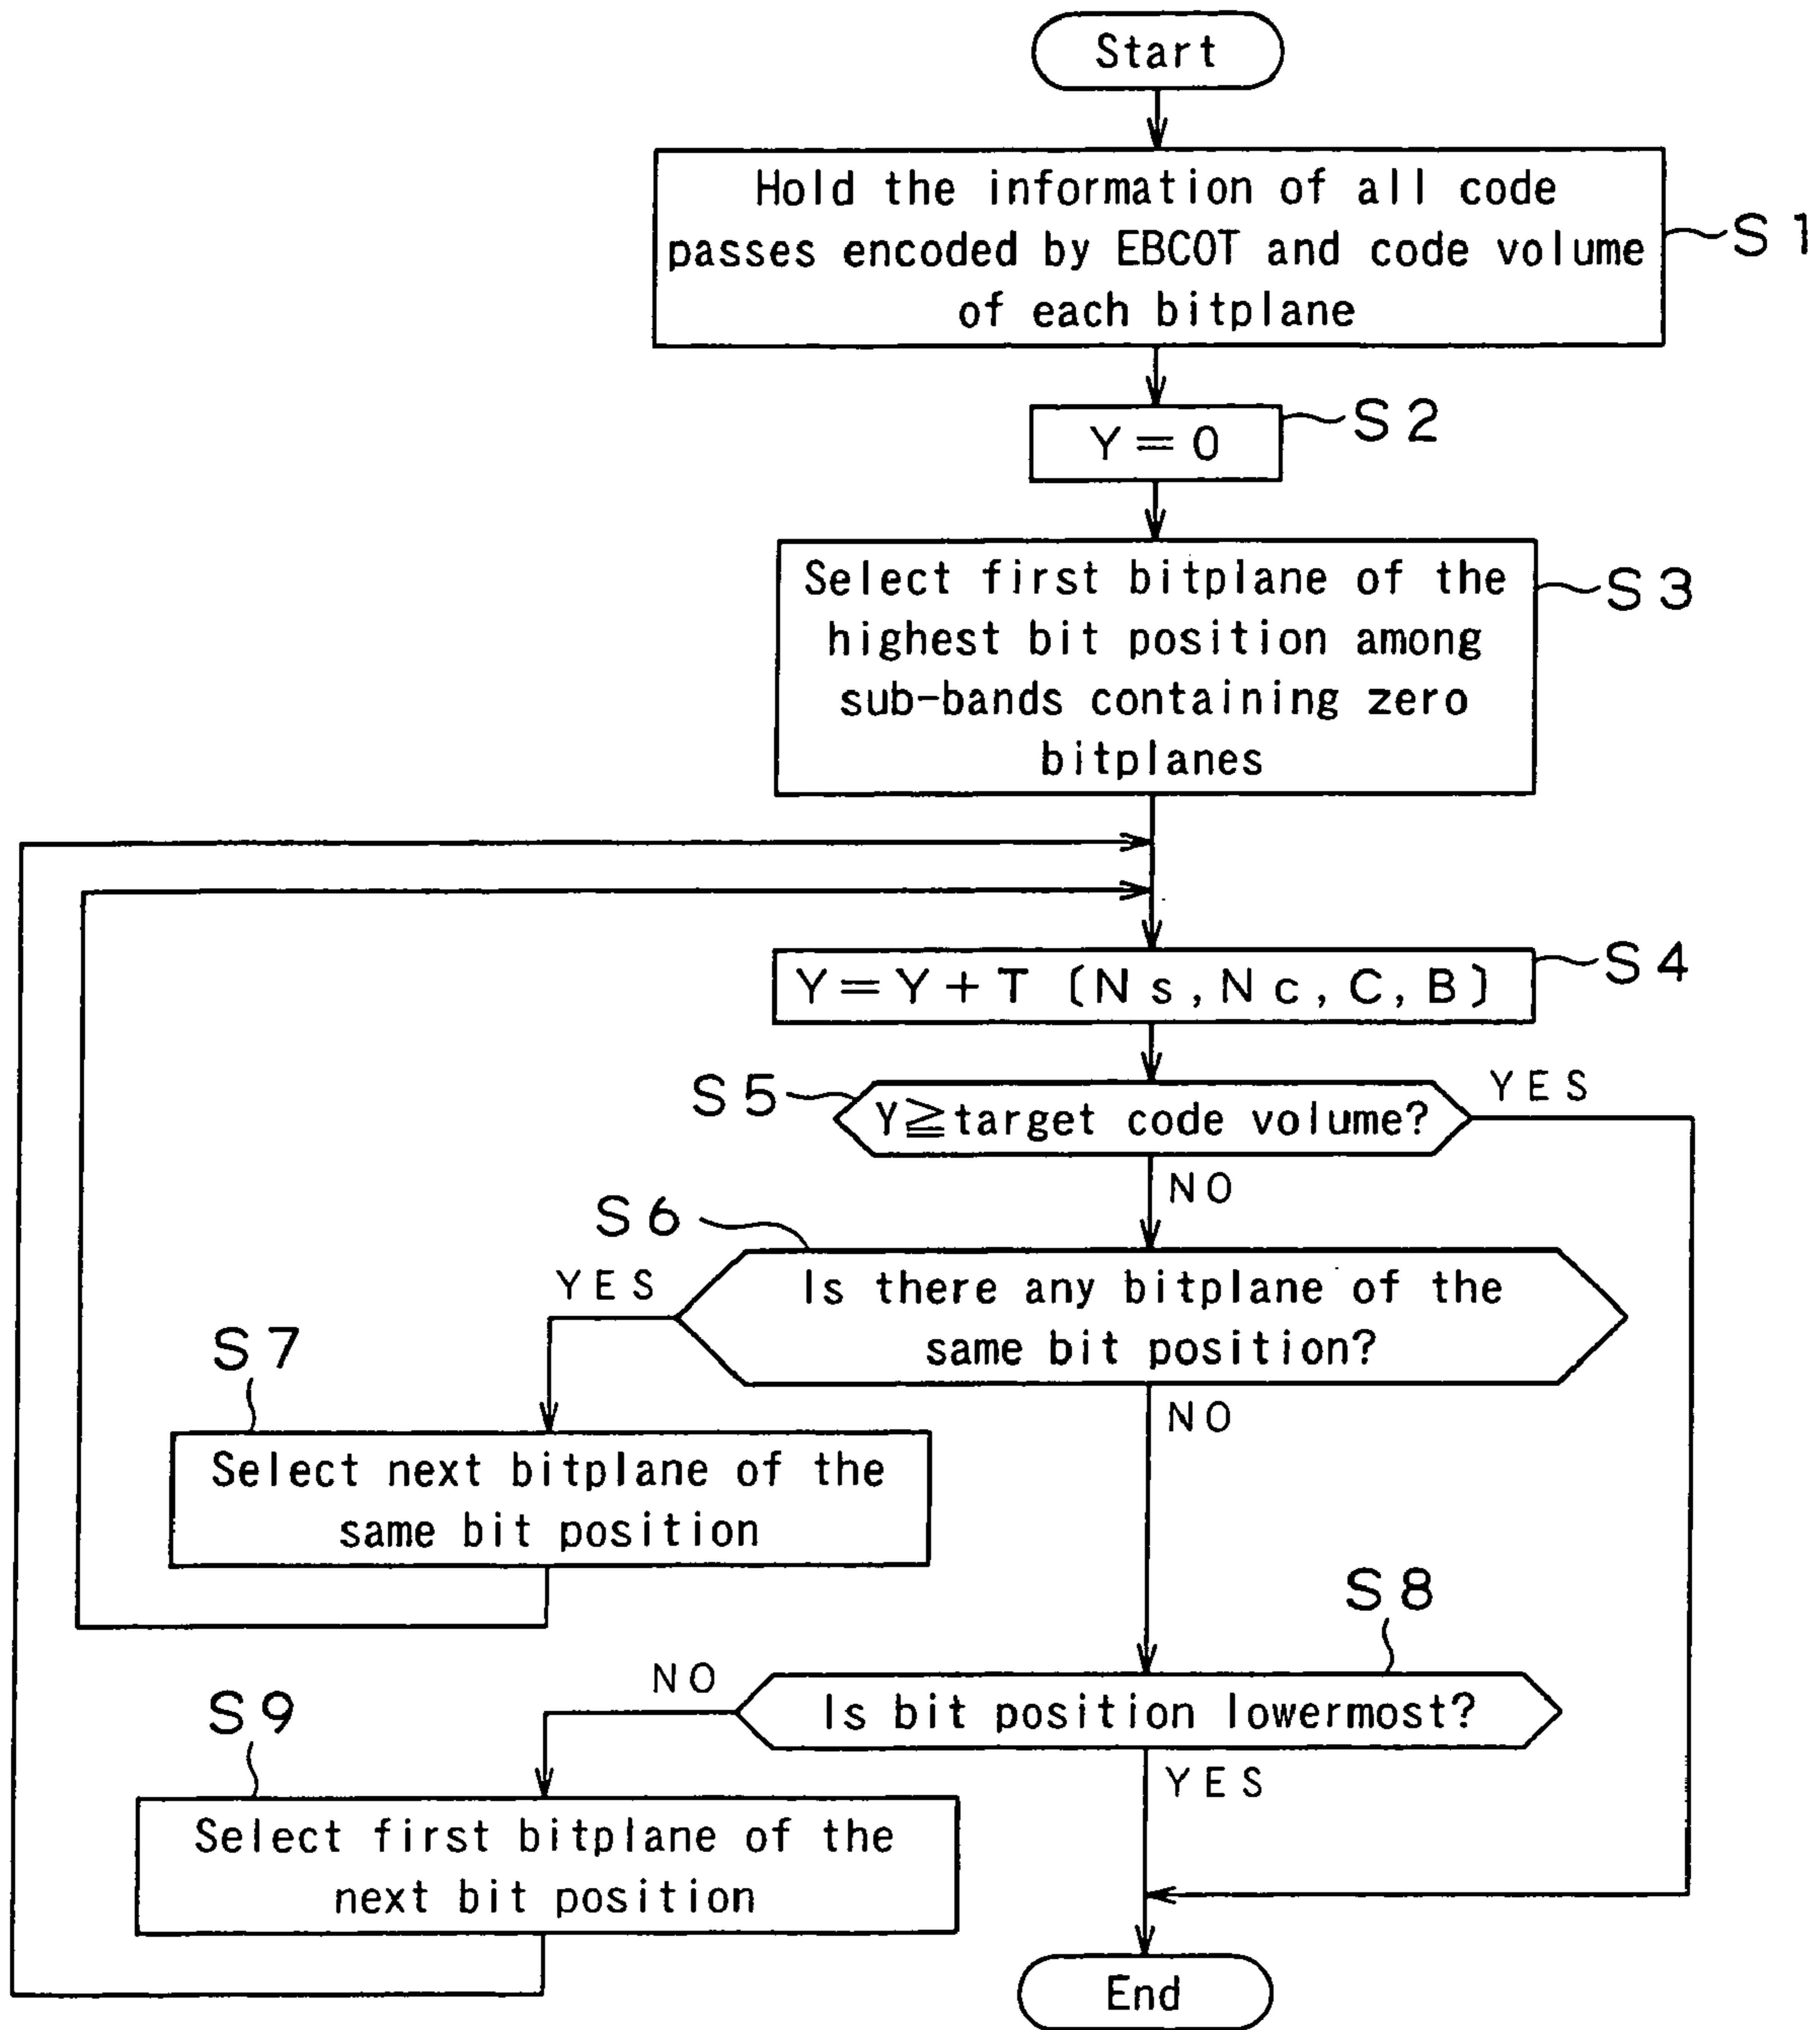 Start
Hold the information of all code
passes encoded by EBCOT and code volume
of each bitplane
S1
Y=0
S2
Select first bitplane of the
highest bit position among
sub-bands containing zero
bitplanes
S3
Y=Y+T (Ns,Nc,C,B)
S4
S5
Y≧target code volume?
YES
NO
S6
Is there any bitplane of the
same bit position?
YES
NO
S7
Select next bitplane of the
same bit position
S8
Is bit position lowermost?
NO
YES
S9
Select first bitplane of the
next bit position
End